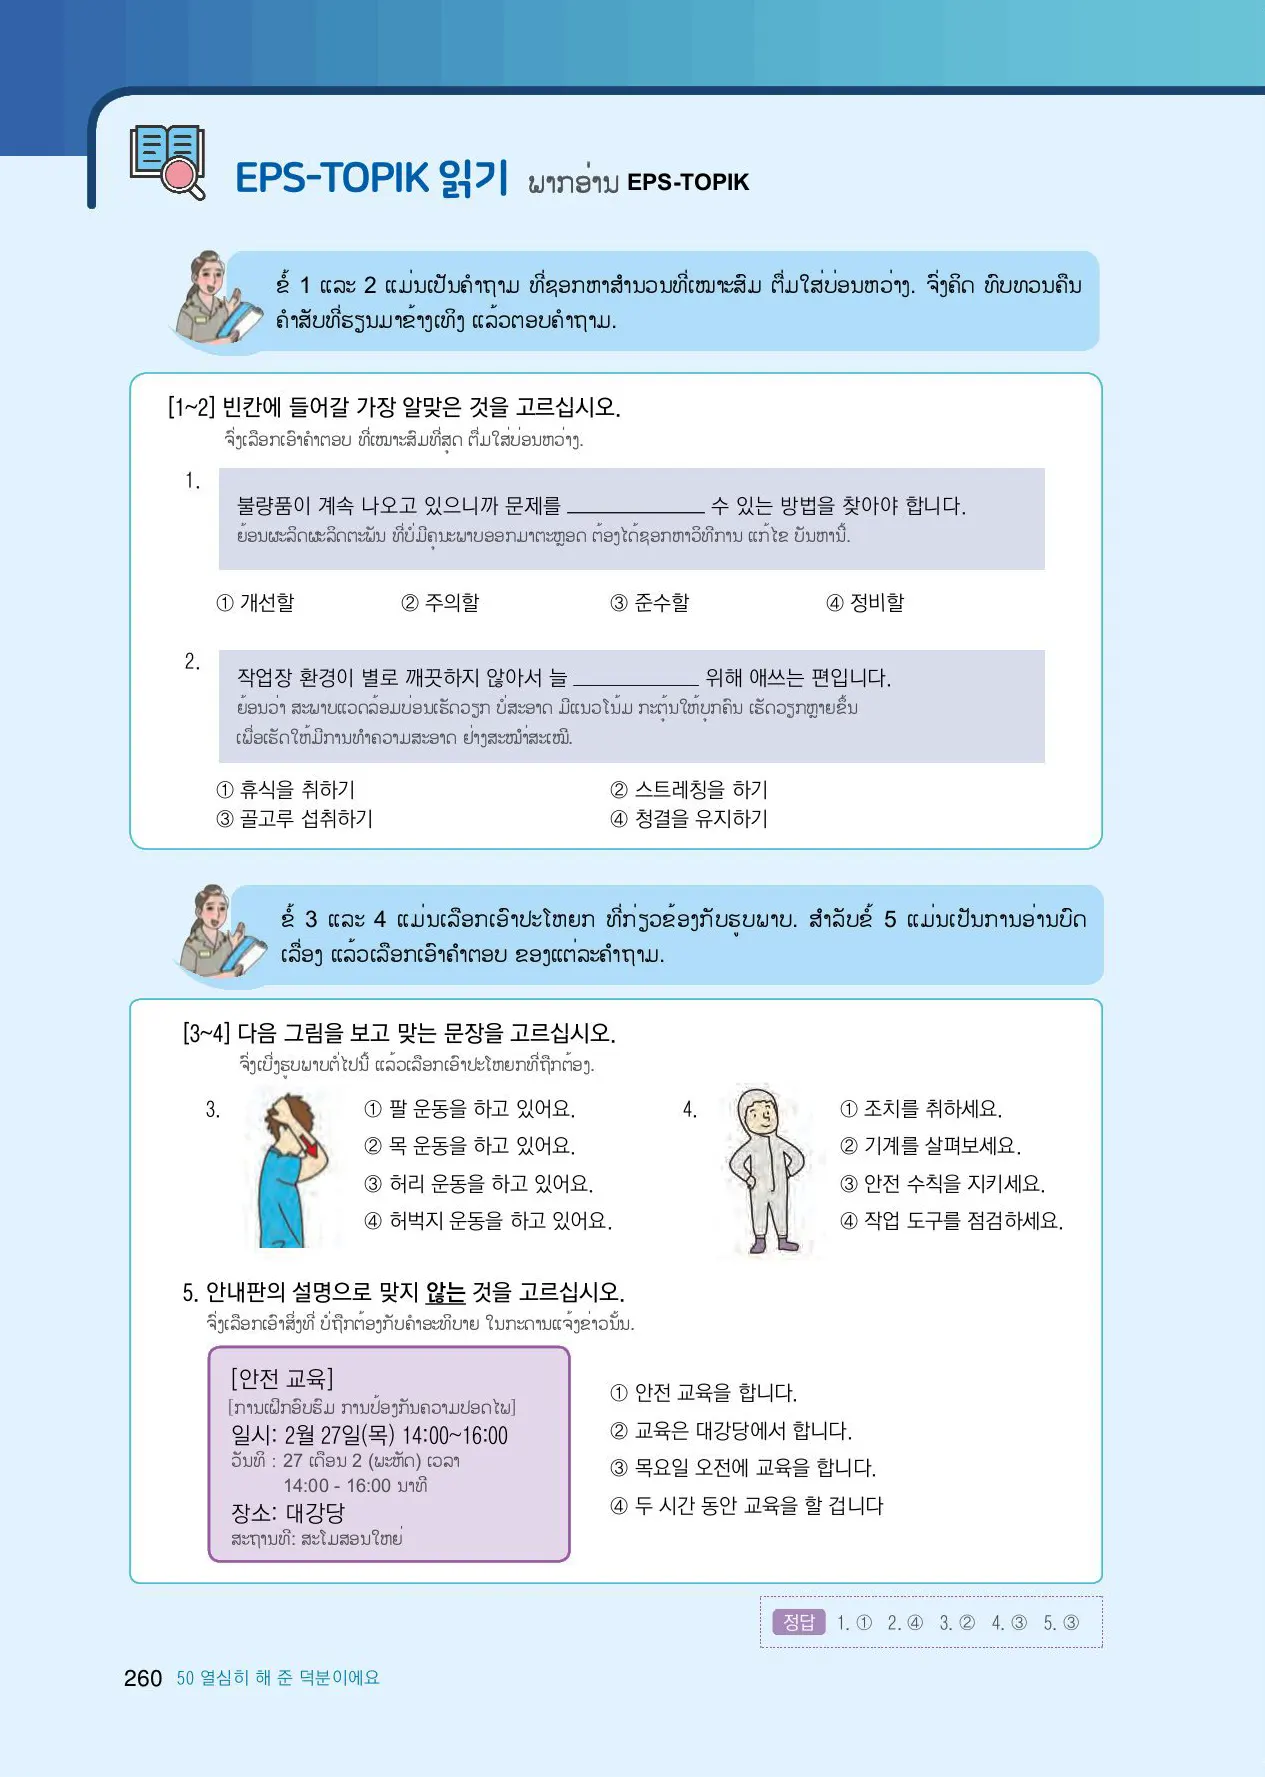 EPS-TOPIK 읽기 ພາກອ່ານ EPS-TOPIK
ຂໍ້ 1 ແລະ 2 ແມ່ນເປັນຄຳຖາມ ທີ່ຊອກຫາສຳນວນທີ່ເໝາະສົມ ຕື່ມໃສ່ບ່ອນຫວ່າງ. ຈົ່ງຄິດ ທົບທວນຄືນ
ຄຳສັບທີ່ຮຽນມາຂ້າງເທິງ ແລ້ວຕອບຄຳຖາມ.
[1~2] 빈칸에 들어갈 가장 알맞은 것을 고르십시오.
ຈົ່ງເລືອກເອົາຄຳຕອບ ທີ່ເໝາະສົມທີ່ສຸດ ຕື່ມໃສ່ບ່ອນຫວ່າງ.
1.
불량품이 계속 나오고 있으니까 문제를 ____________ 수 있는 방법을 찾아야 합니다.
ຍ້ອນຜະລິດຜະລິດຕະພັນ ທີ່ບໍ່ມີຄຸນະພາບອອກມາຕະຫຼອດ ຕ້ອງໄດ້ຊອກຫາວິທີການ ແກ້ໄຂ ບັນຫານີ້.
① 개선할 ② 주의할 ③ 준수할 ④ 정비할
2.
작업장 환경이 별로 깨끗하지 않아서 늘 ____________ 위해 애쓰는 편입니다.
ຍ້ອນວ່າ ສະພາບແວດລ້ອມບ່ອນເຮັດວຽກ ບໍ່ສະອາດ ມີແນວໂນ້ມ ກະຕຸ້ນໃຫ້ບຸກຄົນ ເຮັດວຽກຫຼາຍຂຶ້ນ
ເພື່ອເຮັດໃຫ້ມີການທຳຄວາມສະອາດ ຢ່າງສະໝ່ຳສະເໝີ.
① 휴식을 취하기 ② 스트레칭을 하기
③ 골고루 섭취하기 ④ 청결을 유지하기
ຂໍ້ 3 ແລະ 4 ແມ່ນເລືອກເອົາປະໂຫຍກ ທີ່ກ່ຽວຂ້ອງກັບຮູບພາບ. ສຳລັບຂໍ້ 5 ແມ່ນເປັນການອ່ານບົດ
ເລື່ອງ ແລ້ວເລືອກເອົາຄຳຕອບ ຂອງແຕ່ລະຄຳຖາມ.
[3~4] 다음 그림을 보고 맞는 문장을 고르십시오.
ຈົ່ງເບິ່ງຮູບພາບຕໍ່ໄປນີ້ ແລ້ວເລືອກເອົາປະໂຫຍກທີ່ຖືກຕ້ອງ.
3.
① 팔 운동을 하고 있어요.
② 목 운동을 하고 있어요.
③ 허리 운동을 하고 있어요.
④ 허벅지 운동을 하고 있어요.
4.
① 조치를 취하세요.
② 기계를 살펴보세요.
③ 안전 수칙을 지키세요.
④ 작업 도구를 점검하세요.
5. 안내판의 설명으로 맞지 않는 것을 고르십시오.
ຈົ່ງເລືອກເອົາສິ່ງທີ່ ບໍ່ຖືກຕ້ອງກັບຄຳອະທິບາຍ ໃນກະດານແຈ້ງຂ່າວນັ້ນ.
[안전 교육]
[ການເຝິກອົບຮົມ ການປ້ອງກັນຄວາມປອດໄພ]
일시: 2월 27일(목) 14:00~16:00
ວັນທີ : 27 ເດືອນ 2 (ພະຫັດ) ເວລາ
14:00 - 16:00 ນາທີ
장소: 대강당
ສະຖານທີ: ສະໂມສອນໃຫຍ່
① 안전 교육을 합니다.
② 교육은 대강당에서 합니다.
③ 목요일 오전에 교육을 합니다.
④ 두 시간 동안 교육을 할 겁니다
정답 1. ① 2. ④ 3. ② 4. ③ 5. ③
260 50 열심히 해 준 덕분이에요